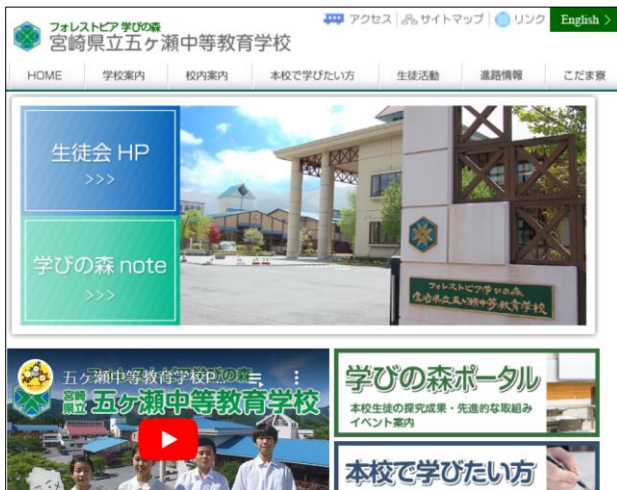 フォレストピア 学びの森
宮崎県立五ヶ瀬中等教育学校
アクセス
サイトマップ
リンク
English >
HOME
学校案内
校内案内
本校で学びたい方
生徒活動
進路情報
こだま寮
生徒会 HP
>>>
学びの森 note
>>>
フォレストピア学びの森
宮崎県立五ヶ瀬中等教育学校
五ヶ瀬中等教育学校P...
宮崎県立 五ヶ瀬中等教育学校
学びの森ポータル
本校生徒の探究成果・先進的な取組み
イベント案内
本校で学びたい方